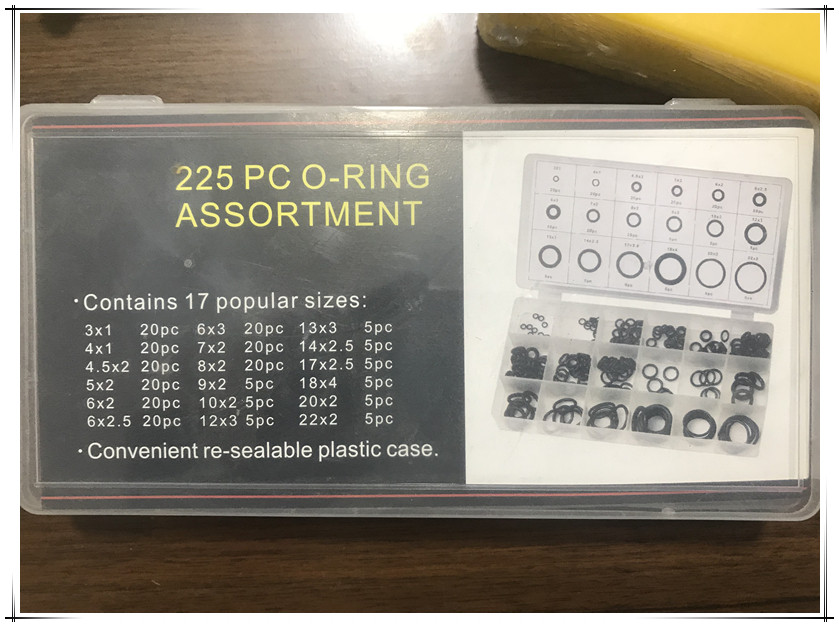 225 PC O-RING
ASSORTMENT
·Contains 17 popular sizes:
3x1 20pc 6x3 20pc 13x3 5pc
4x1 20pc 7x2 20pc 14x2.5 5pc
4.5x2 20pc 8x2 20pc 17x2.5 5pc
5x2 20pc 9x2 5pc 18x4 5pc
6x2 20pc 10x2 5pc 20x2 5pc
6x2.5 20pc 12x3 5pc 22x2 5pc
·Convenient re-sealable plastic case.